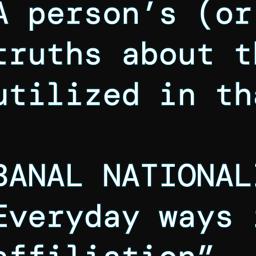 A person’s (or
truths about th
utilized in tha
BANAL NATIONALI
Everyday ways
affiliation”